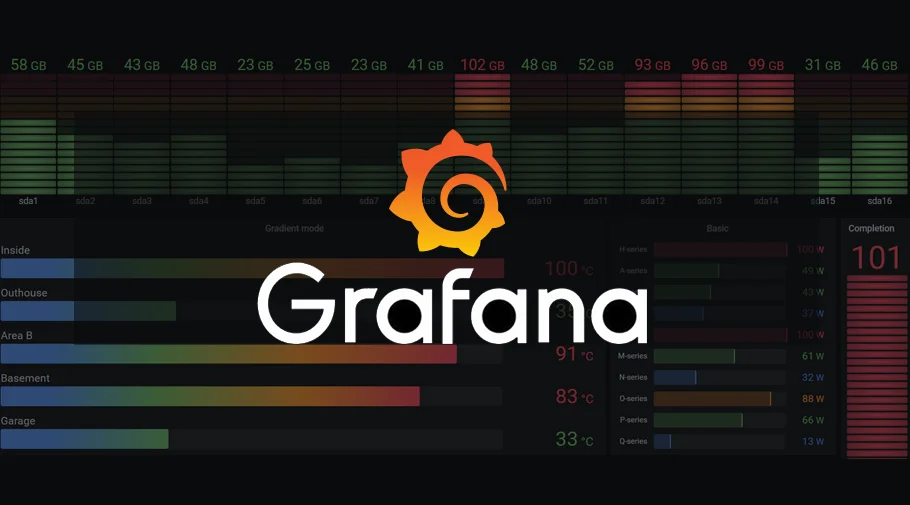 58 GB 45 GB 43 GB 48 GB 23 GB 25 GB 23 GB 41 GB 102 GB 48 GB 52 GB 93 GB 96 GB 99 GB 31 GB 46 GB
sda1 sda2 sda3 sda4 sda5 sda6 sda7 sda10 sda11 sda12 sda13 sda14 sda15 sda16
Gradient mode
Inside
100 °C
Outhouse
Area B
91 °C
Basement
83 °C
Garage
33 °C
Grafana
Basic
H-series 100 W
A-series 49 W
43 W
37 W
100 W
M-series 61 W
N-series 32 W
O-series 88 W
P-series 66 W
Q-series 13 W
Completion
101